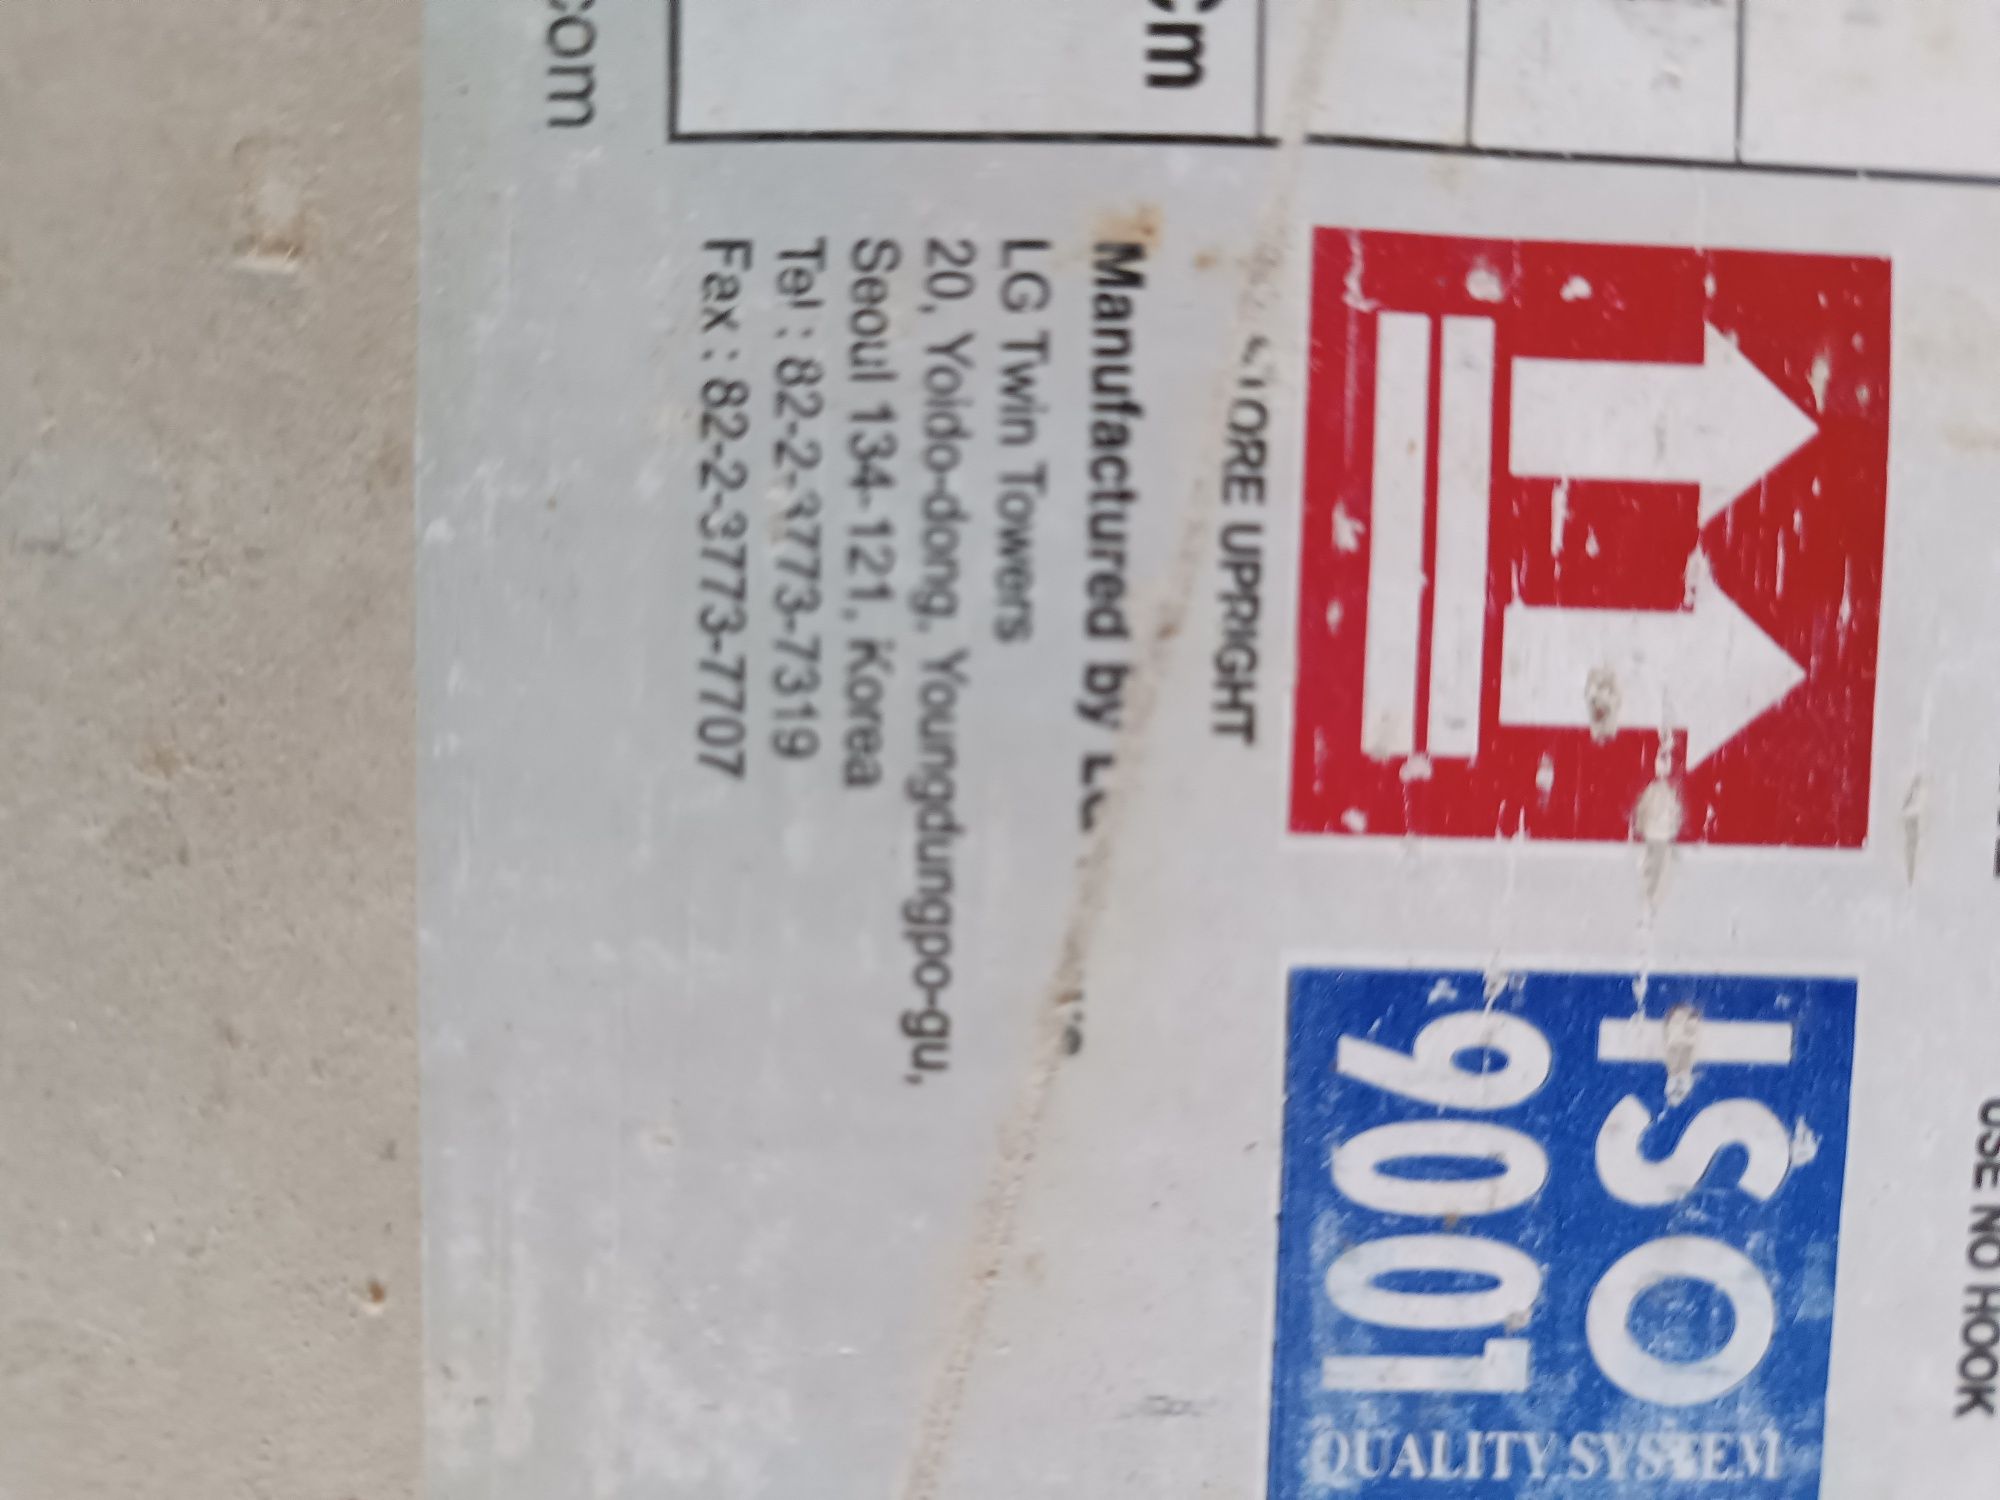 com
cm
USE NO HOOK
ISO
9001
QUALITY SYSTEM
STORE UPRIGHT
Manufactured by
LG Twin Towers
20, Yoido-dong, Youngdungpo-gu,
Seoul 134-121, Korea
Tel : 82-2-3773-7319
Fax : 82-2-3773-7707